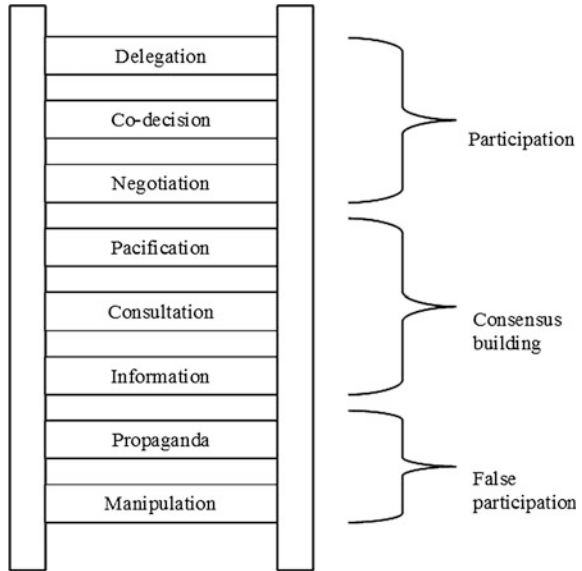 Delegation
Co-decision
Negotiation
Participation
Pacification
Consultation
Information
Consensus
building
Propaganda
Manipulation
False
participation